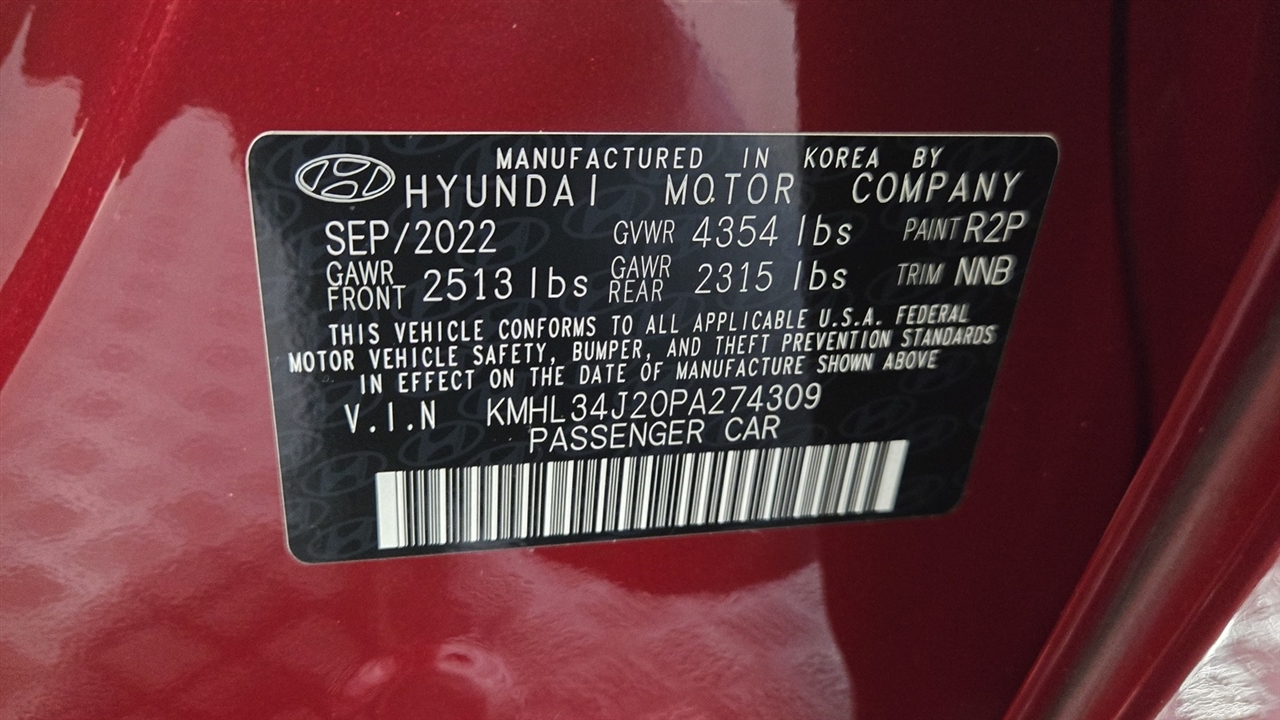 MANUFACTURED IN KOREA BY
HYUNDAI MOTOR COMPANY
SEP/2022 GVWR 4354 lbs PAINT R2P
GAWR FRONT 2513 lbs GAWR REAR 2315 lbs TRIM NNB
THIS VEHICLE CONFORMS TO ALL APPLICABLE U.S.A. FEDERAL
MOTOR VEHICLE SAFETY, BUMPER, AND THEFT PREVENTION STANDARDS
IN EFFECT ON THE DATE OF MANUFACTURE SHOWN ABOVE
V.I.N KMHL34J20PA274309
PASSENGER CAR